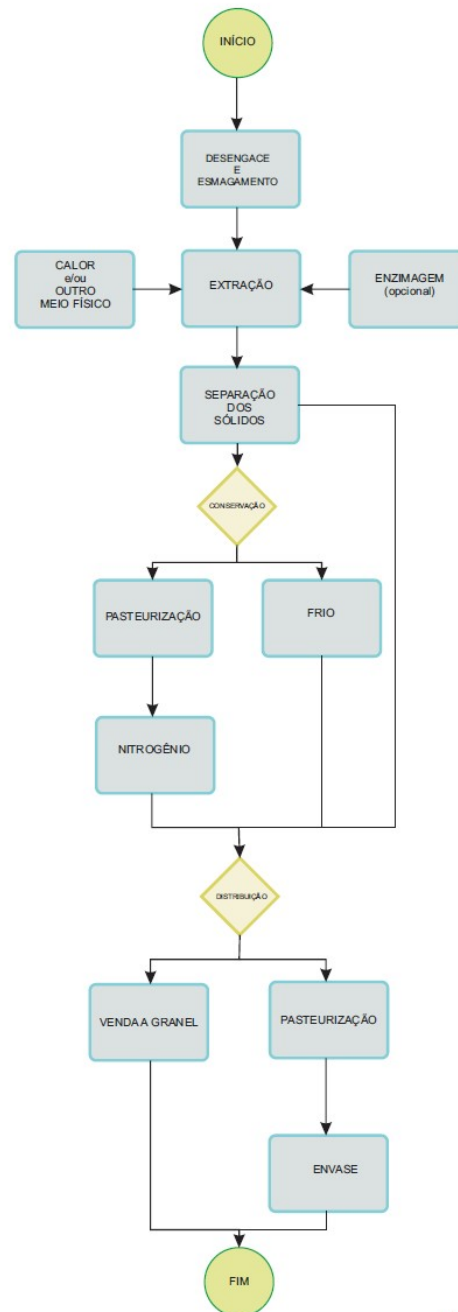 INÍCIO
DESENGACE
E
ESMAGAMENTO
CALOR
e/ou
OUTRO
MEIO FÍSICO
EXTRAÇÃO
ENZIMAGEM
(opcional)
SEPARAÇÃO
DOS
SÓLIDOS
CONSERVAÇÃO
PASTEURIZAÇÃO
FRIO
NITROGÊNIO
DISTRIBUIÇÃO
VENDA A GRANEL
PASTEURIZAÇÃO
ENVASE
FIM